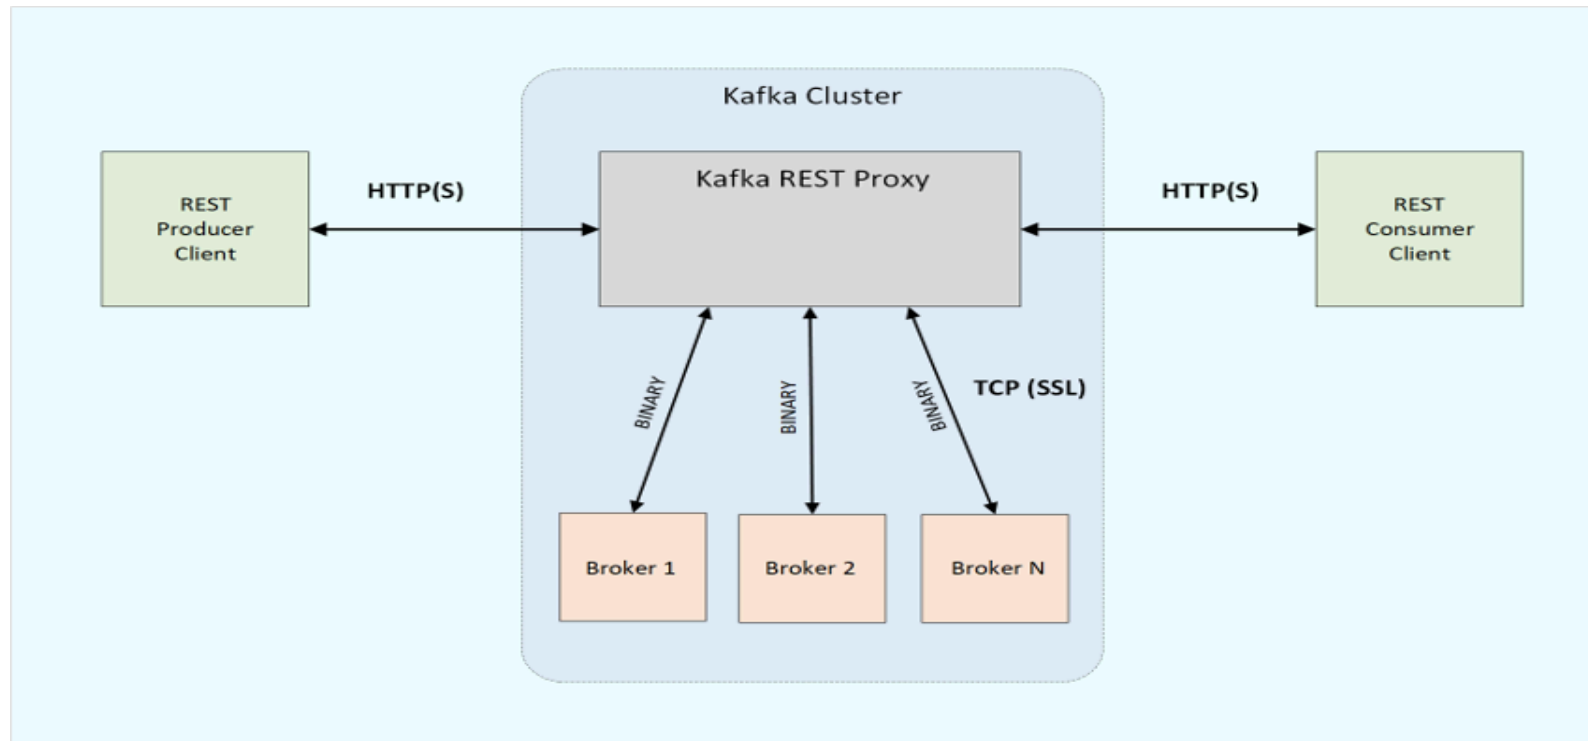 Kafka Cluster
Kafka REST Proxy
HTTP(S)
HTTP(S)
REST
Producer
Client
REST
Consumer
Client
BINARY
BINARY
BINARY
TCP (SSL)
Broker 1
Broker 2
Broker N